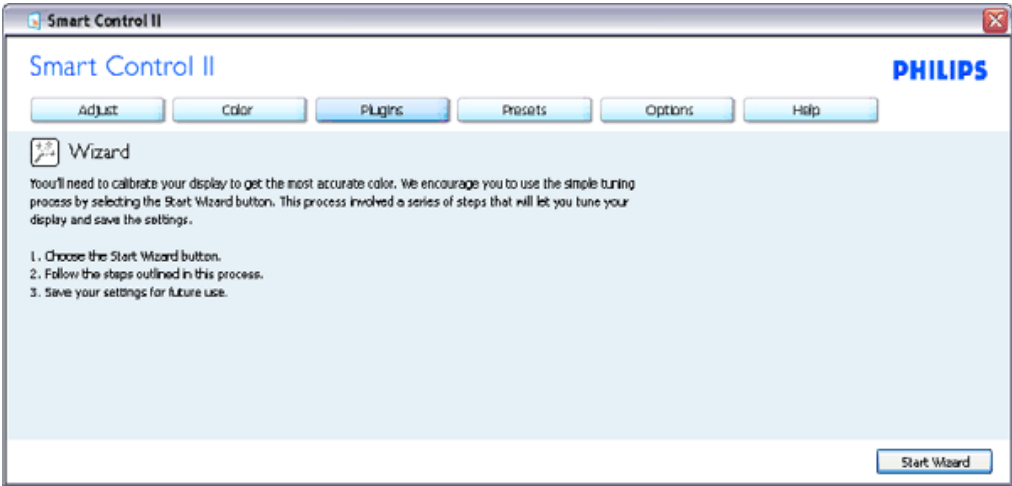 Smart Control II
Smart Control II
PHILIPS
Adjust
Color
Plugins
Presets
Options
Help
Wizard
Yoou'll need to calibrate your display to get the most accurate color. We encourage you to use the simple tuning
process by selecting the Start Wizard button. This process involved a series of steps that will let you tune your
display and save the settings.
1. Choose the Start Wizard button.
2. Follow the steps outlined in this process.
3. Save your settings for future use.
Start Wizard